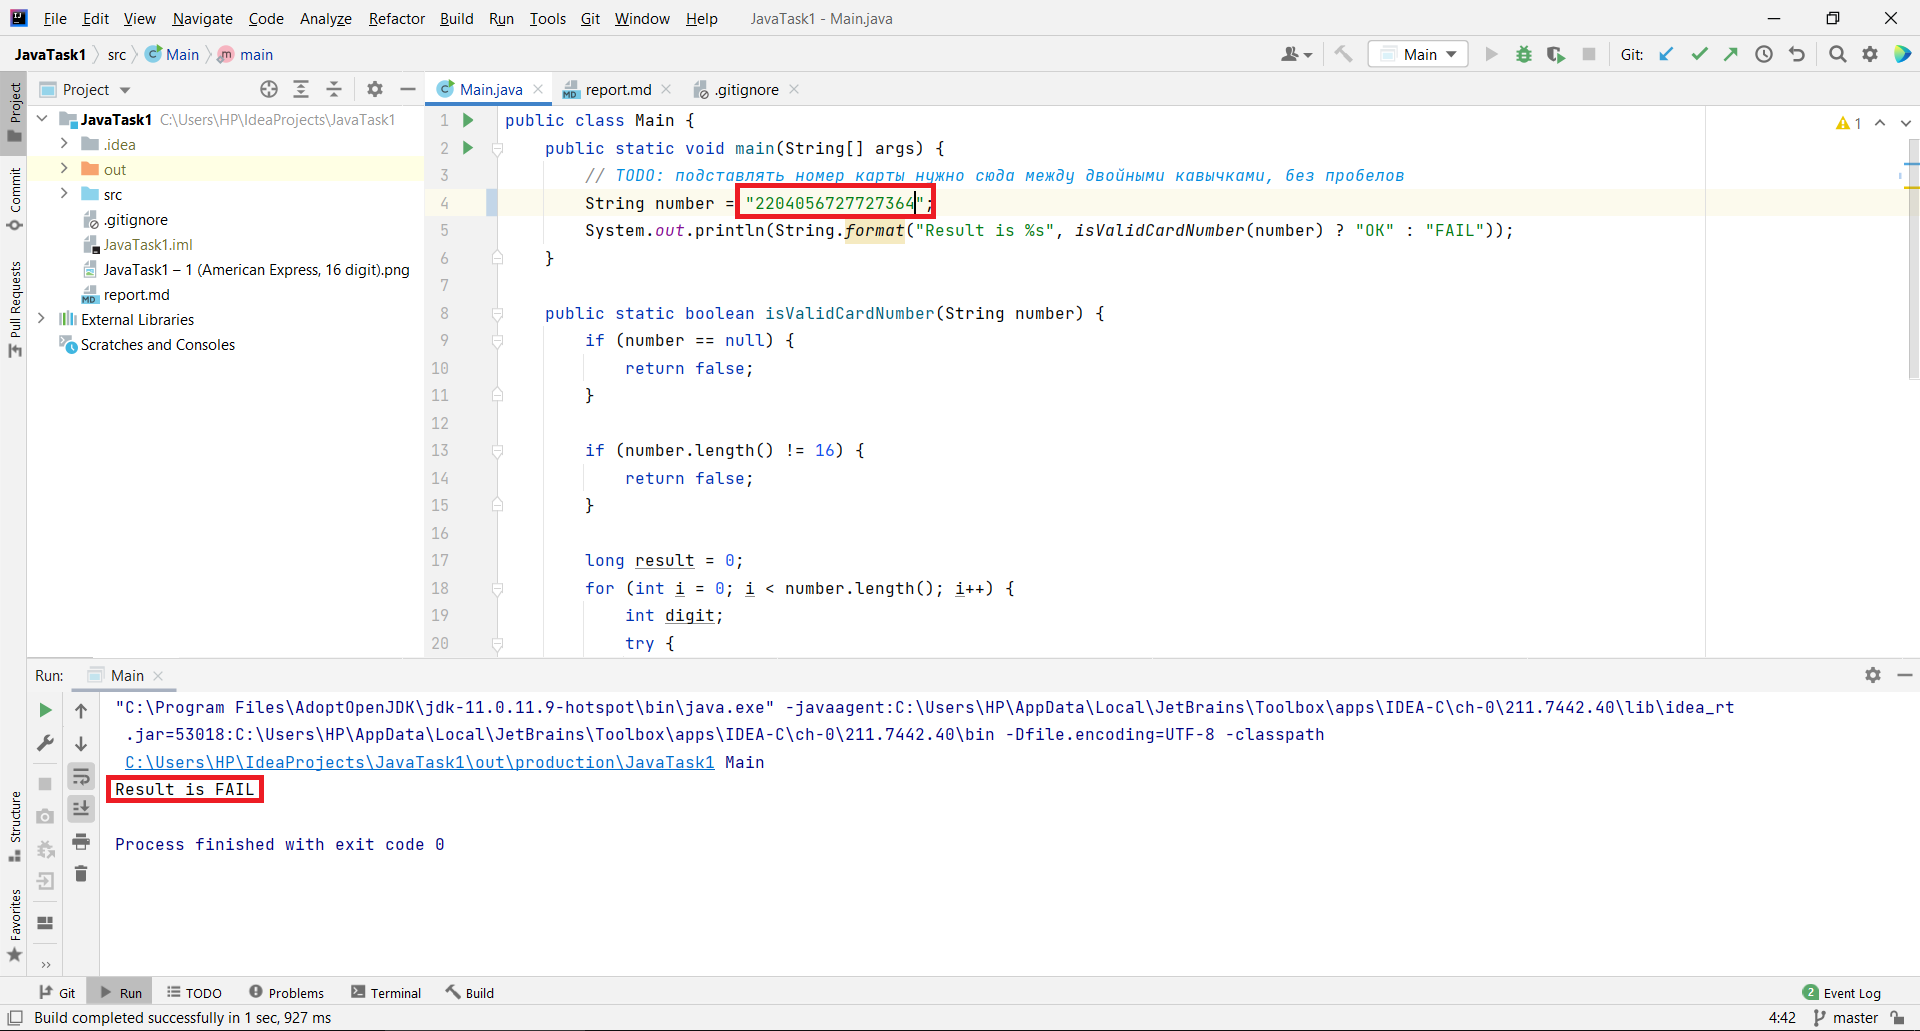 File Edit View Navigate Code Analyze Refactor Build Run Tools Git Window Help JavaTask1 - Main.java
JavaTask1 src Main main
Main Git:
Project
Main.java report.md .gitignore
Project
Commit
Pull Requests
Structure
Favorites
JavaTask1 C:\Users\HP\IdeaProjects\JavaTask1
.idea
out
src
.gitignore
JavaTask1.iml
JavaTask1 – 1 (American Express, 16 digit).png
report.md
External Libraries
Scratches and Consoles
1
1 public class Main {
2 public static void main(String[] args) {
3 // TODO: подставлять номер карты нужно сюда между двойными кавычками, без пробелов
4 String number = "2204056727727364";
5 System.out.println(String.format("Result is %s", isValidCardNumber(number) ? "OK" : "FAIL"));
6 }
7
8 public static boolean isValidCardNumber(String number) {
9 if (number == null) {
10 return false;
11 }
12
13 if (number.length() != 16) {
14 return false;
15 }
16
17 long result = 0;
18 for (int i = 0; i < number.length(); i++) {
19 int digit;
20 try {
Run: Main
"C:\Program Files\AdoptOpenJDK\jdk-11.0.11.9-hotspot\bin\java.exe" -javaagent:C:\Users\HP\AppData\Local\JetBrains\Toolbox\apps\IDEA-C\ch-0\211.7442.40\lib\idea_rt
.jar=53018:C:\Users\HP\AppData\Local\JetBrains\Toolbox\apps\IDEA-C\ch-0\211.7442.40\bin -Dfile.encoding=UTF-8 -classpath
C:\Users\HP\IdeaProjects\JavaTask1\out\production\JavaTask1 Main
Result is FAIL
Process finished with exit code 0
Git Run TODO Problems Terminal Build 2 Event Log
Build completed successfully in 1 sec, 927 ms 4:42 master